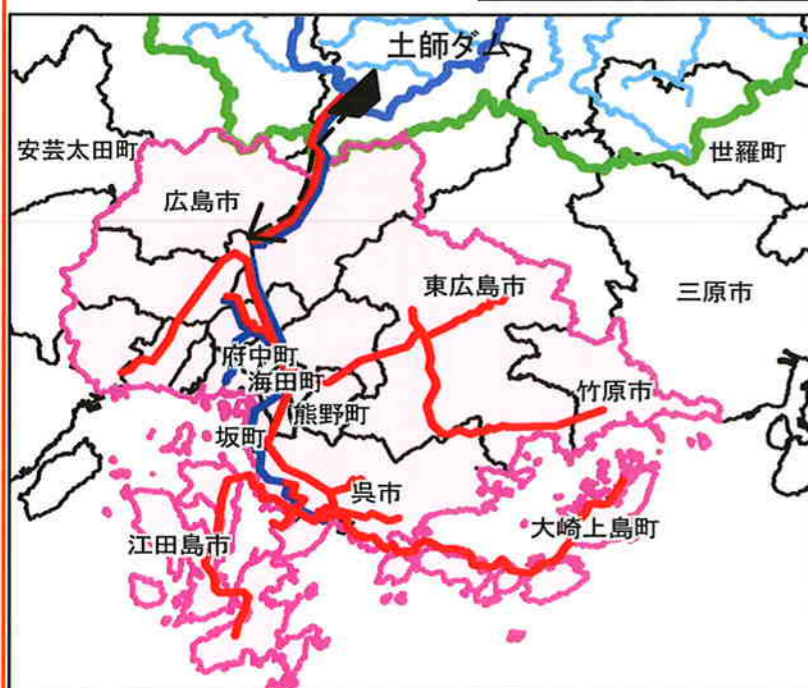 土師ダム
安芸太田町
世羅町
広島市
東広島市
三原市
府中町
海田町
竹原市
熊野町
坂町
呉市
大崎上島町
江田島市